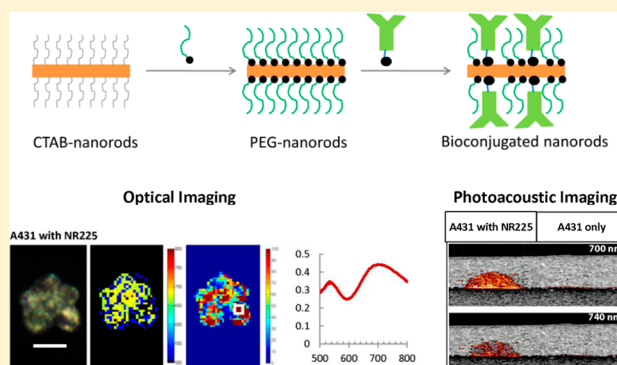 CTAB-nanorods
PEG-nanorods
Bioconjugated nanorods
Optical Imaging
Photoacoustic Imaging
A431 with NR225
A431 with NR225
A431 only
700 nm
740 nm
0.5
0.4
0.3
0.2
0.1
0
500
600
700
800